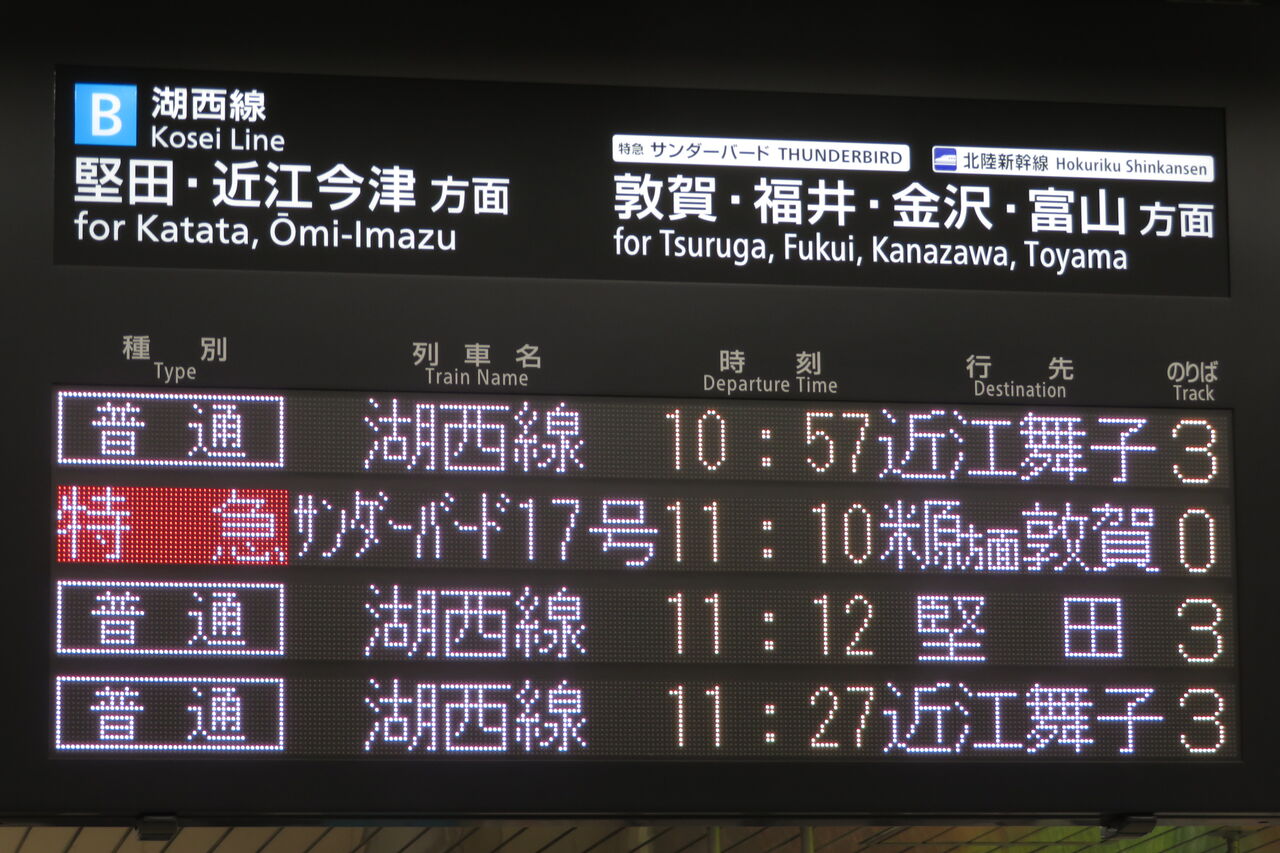 B 湖西線
Kosei Line
堅田・近江今津 方面
for Katata, Ōmi-Imazu
特急 サンダーバード THUNDERBIRD 北陸新幹線 Hokuriku Shinkansen
敦賀・福井・金沢・富山 方面
for Tsuruga, Fukui, Kanazawa, Toyama
種別 列車名 時刻 行先 のりば
Type Train Name Departure Time Destination Track
普通 湖西線 10:57 近江舞子 3
特急 サンダーバード17号 11:10 米原方面敦賀 0
普通 湖西線 11:12 堅田 3
普通 湖西線 11:27 近江舞子 3